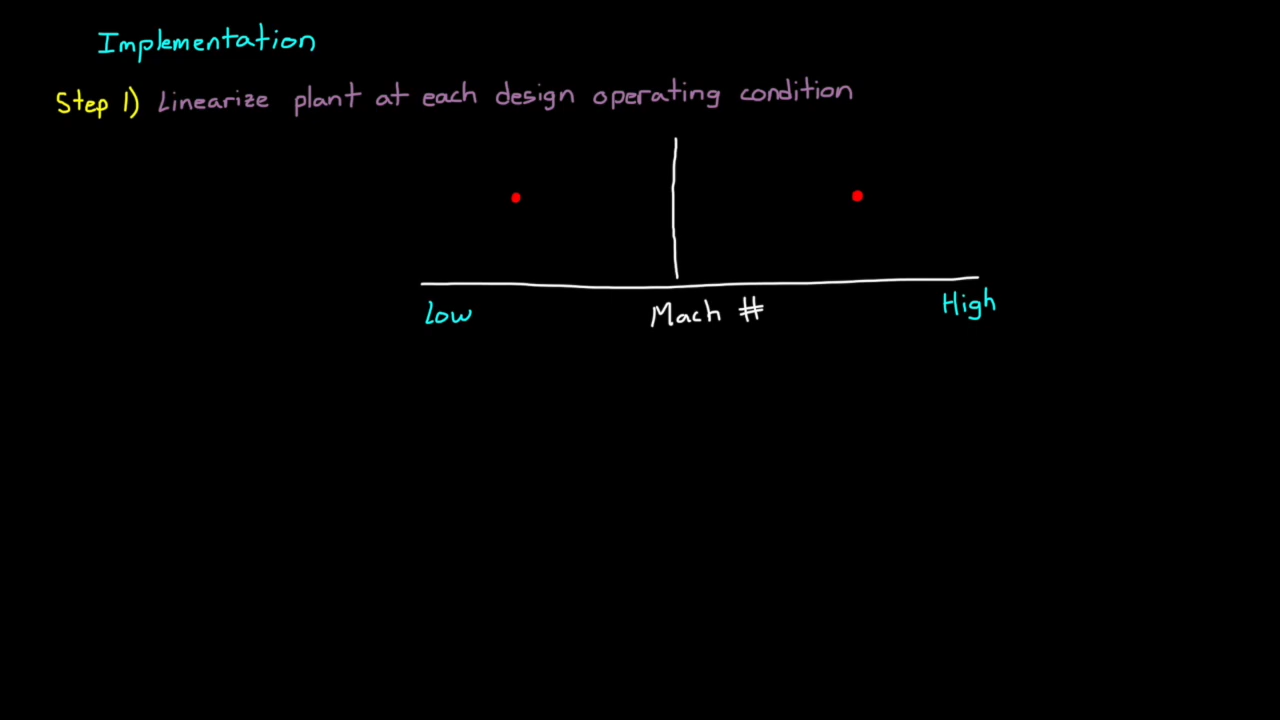 Implementation
Step 1) Linearize plant at each design operating condition
Low Mach # High